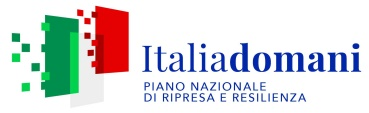 Italiadomani
PIANO NAZIONALE
DI RIPRESA E RESILIENZA